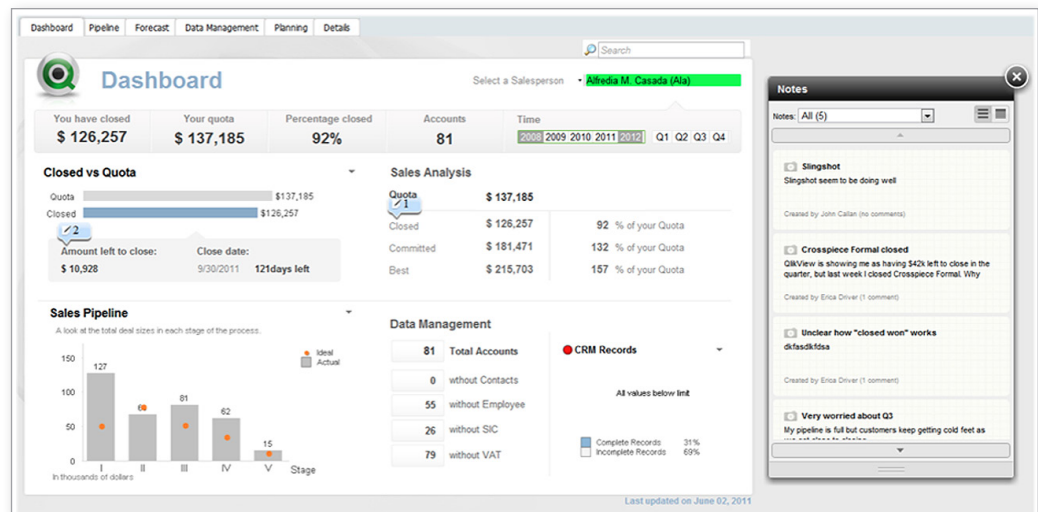 Dashboard Pipeline Forecast Data Management Planning Details
Search
Dashboard
Select a Salesperson Alfredia M. Casada (Ala)
You have closed Your quota Percentage closed Accounts Time
$ 126,257 $ 137,185 92% 81 2008 2009 2010 2011 2012 Q1 Q2 Q3 Q4
Closed vs Quota
Quota $137,185
Closed $126,257
2
Amount left to close: Close date:
$ 10,928 9/30/2011 121days left
Sales Analysis
Quota $ 137,185
1
Closed $ 126,257 92 % of your Quota
Committed $ 181,471 132 % of your Quota
Best $ 215,703 157 % of your Quota
Sales Pipeline
A look at the total deal sizes in each stage of the process.
Ideal
Actual
150
100
50
0
127
81
62
15
I II III IV V Stage
In thousands of dollars
Data Management
81 Total Accounts
0 wthout Contacts
55 without Employee
26 without SIC
79 without VAT
CRM Records
All values below limit
Complete Records 31%
Incomplete Records 69%
Last updated on June 02, 2011
Notes
Notes: All (5)
Slingshot
Slingshot seem to be doing well
Created by John Callan (no comments)
Crosspiece Formal closed
QlikView is showing me as having $42k left to close in the
quarter, but last week I closed Crosspiece Formal. Why
Created by Erica Driver (1 comment)
Unclear how "closed won" works
dkfasdkfdsa
Created by Erica Driver (1 comment)
Very worried about Q3
My pipeline is full but customers keep getting cold feet as